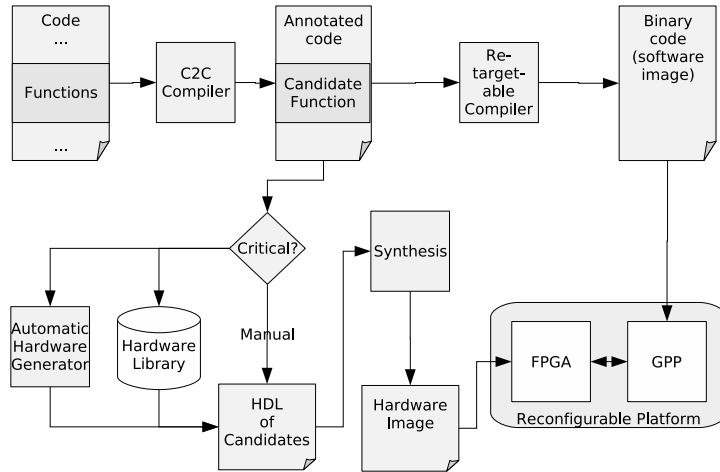 Code
...
Functions
...
C2C
Compiler
Annotated
code
Candidate
Function
Re-
target-
able
Compiler
Binary
code
(software
image)
Critical?
Synthesis
Automatic
Hardware
Generator
Hardware
Library
Manual
HDL
of
Candidates
Hardware
Image
FPGA
GPP
Reconfigurable Platform